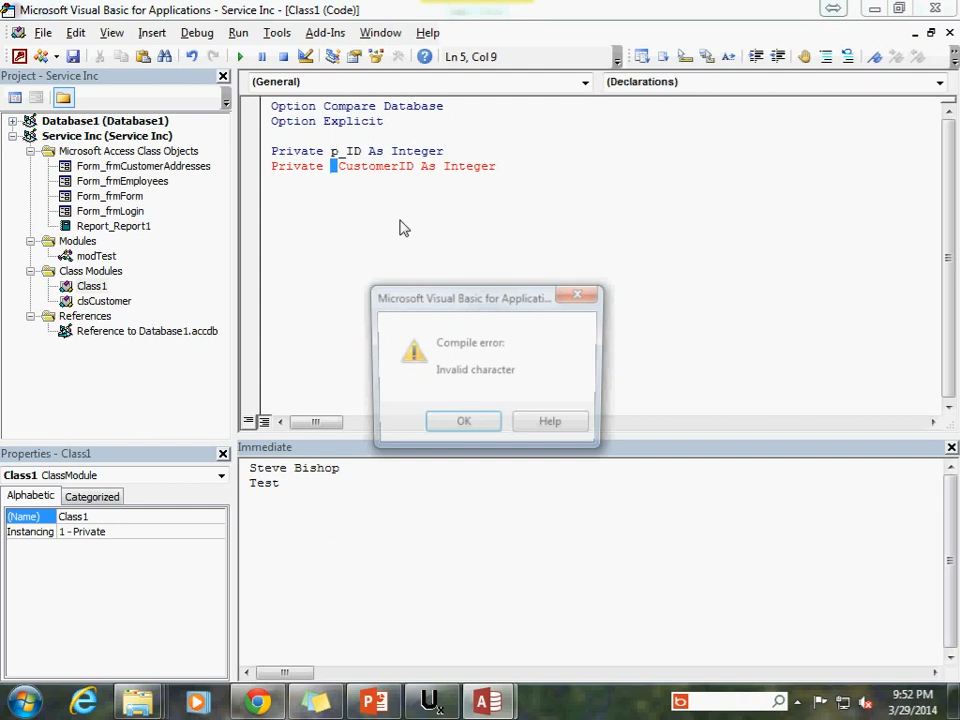 Microsoft Visual Basic for Applications - Service Inc - [Class1 (Code)]
File Edit View Insert Debug Run Tools Add-Ins Window Help
Ln 5, Col 9
Project - Service Inc
(General)
(Declarations)
Database1 (Database1)
Service Inc (Service Inc)
Microsoft Access Class Objects
Form_frmCustomerAddresses
Form_frmEmployees
Form_frmForm
Form_frmLogin
Report_Report1
Modules
modTest
Class Modules
Class1
clsCustomer
References
Reference to Database1.accdb
Option Compare Database
Option Explicit
Private p_ID As Integer
Private _CustomerID As Integer
Microsoft Visual Basic for Applicati...
Compile error:
Invalid character
OK
Help
Properties - Class1
Class1 ClassModule
Alphabetic Categorized
(Name) Class1
Instancing 1 - Private
Immediate
Steve Bishop
Test
9:52 PM
3/29/2014